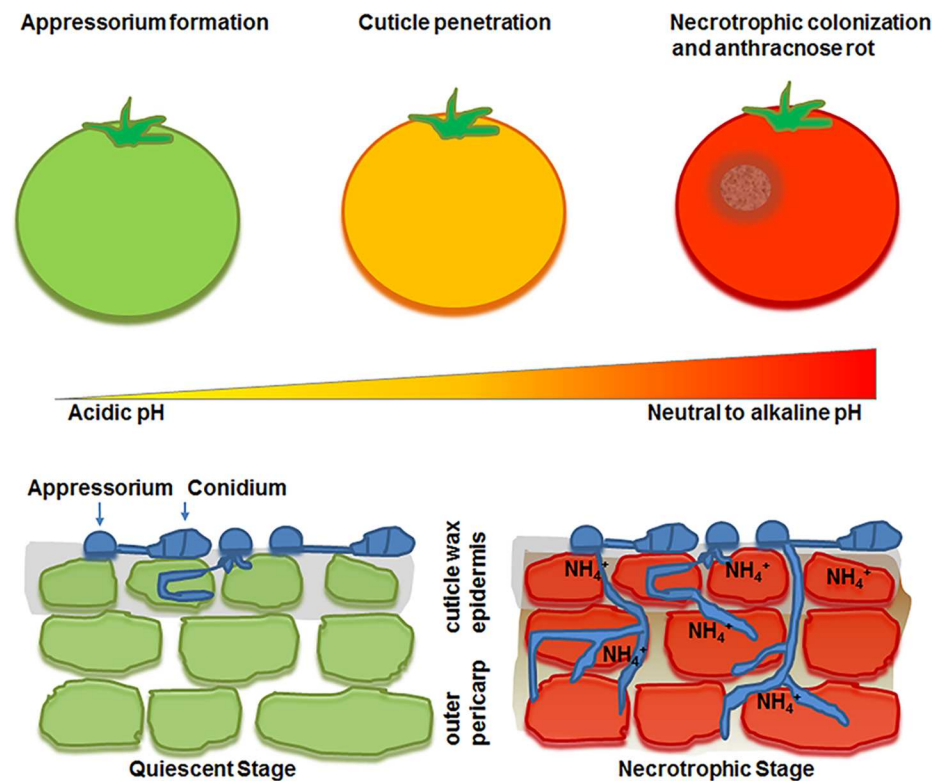 Appressorium formation
Cuticle penetration
Necrotrophic colonization
and anthracnose rot
Acidic pH
Neutral to alkaline pH
Appressorium
Conidium
cuticle wax
epidermis
outer
pericarp
NH₄⁺
NH₄⁺
NH₄⁺
NH₄⁺
NH₄⁺
NH₄⁺
Quiescent Stage
Necrotrophic Stage